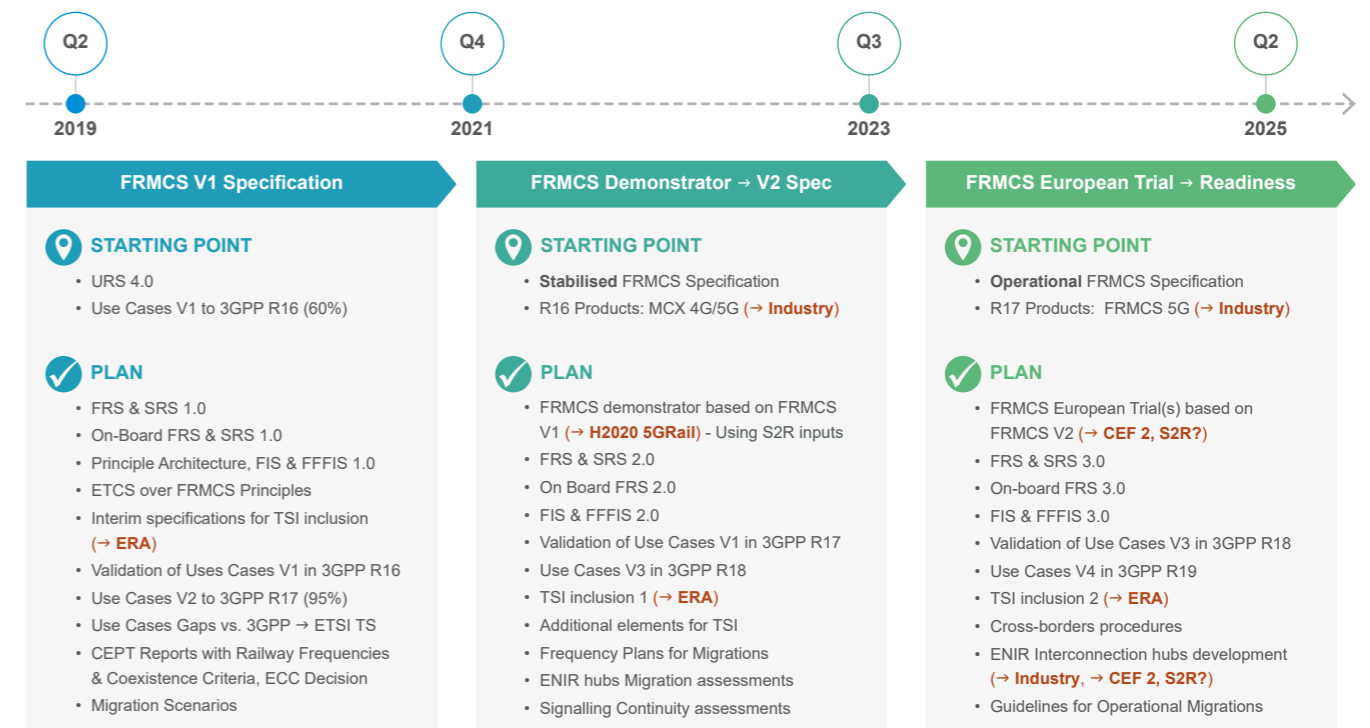 Q2
Q4
Q3
Q2
2019
2021
2023
2025
FRMCS V1 Specification
STARTING POINT
• URS 4.0
• Use Cases V1 to 3GPP R16 (60%)
PLAN
• FRS & SRS 1.0
• On-Board FRS & SRS 1.0
• Principle Architecture, FIS & FFFIS 1.0
• ETCS over FRMCS Principles
• Interim specifications for TSI inclusion
(→ ERA)
• Validation of Uses Cases V1 in 3GPP R16
• Use Cases V2 to 3GPP R17 (95%)
• Use Cases Gaps vs. 3GPP → ETSI TS
• CEPT Reports with Railway Frequencies
& Coexistence Criteria, ECC Decision
• Migration Scenarios
FRMCS Demonstrator → V2 Spec
STARTING POINT
• Stabilised FRMCS Specification
• R16 Products: MCX 4G/5G (→ Industry)
PLAN
• FRMCS demonstrator based on FRMCS
V1 (→ H2020 5GRail) - Using S2R inputs
• FRS & SRS 2.0
• On Board FRS 2.0
• FIS & FFFIS 2.0
• Validation of Use Cases V1 in 3GPP R17
• Use Cases V3 in 3GPP R18
• TSI inclusion 1 (→ ERA)
• Additional elements for TSI
• Frequency Plans for Migrations
• ENIR hubs Migration assessments
• Signalling Continuity assessments
FRMCS European Trial → Readiness
STARTING POINT
• Operational FRMCS Specification
• R17 Products: FRMCS 5G (→ Industry)
PLAN
• FRMCS European Trial(s) based on
FRMCS V2 (→ CEF 2, S2R?)
• FRS & SRS 3.0
• On-board FRS 3.0
• FIS & FFFIS 3.0
• Validation of Use Cases V3 in 3GPP R18
• Use Cases V4 in 3GPP R19
• TSI inclusion 2 (→ ERA)
• Cross-borders procedures
• ENIR Interconnection hubs development
(→ Industry, → CEF 2, S2R?)
• Guidelines for Operational Migrations